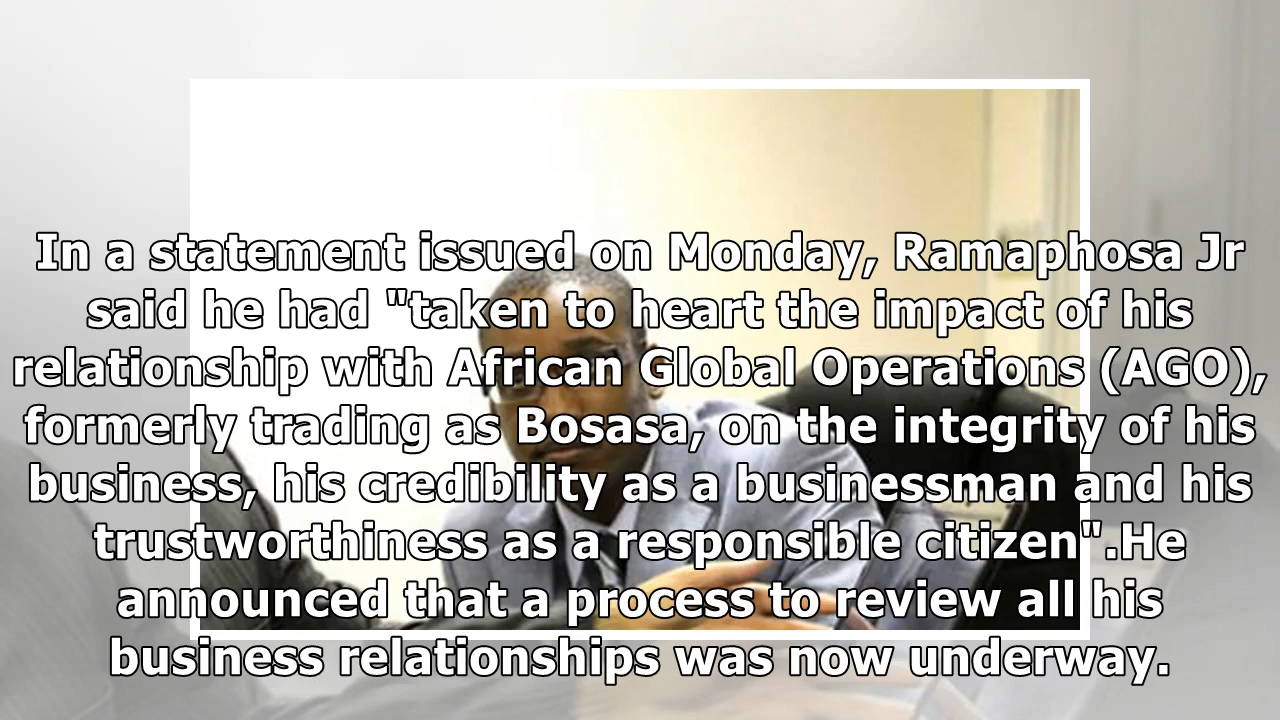 In a statement issued on Monday, Ramaphosa Jr
said he had "taken to heart the impact of his
relationship with African Global Operations (AGO),
formerly trading as Bosasa, on the integrity of his
business, his credibility as a businessman and his
trustworthiness as a responsible citizen".He
announced that a process to review all his
business relationships was now underway.